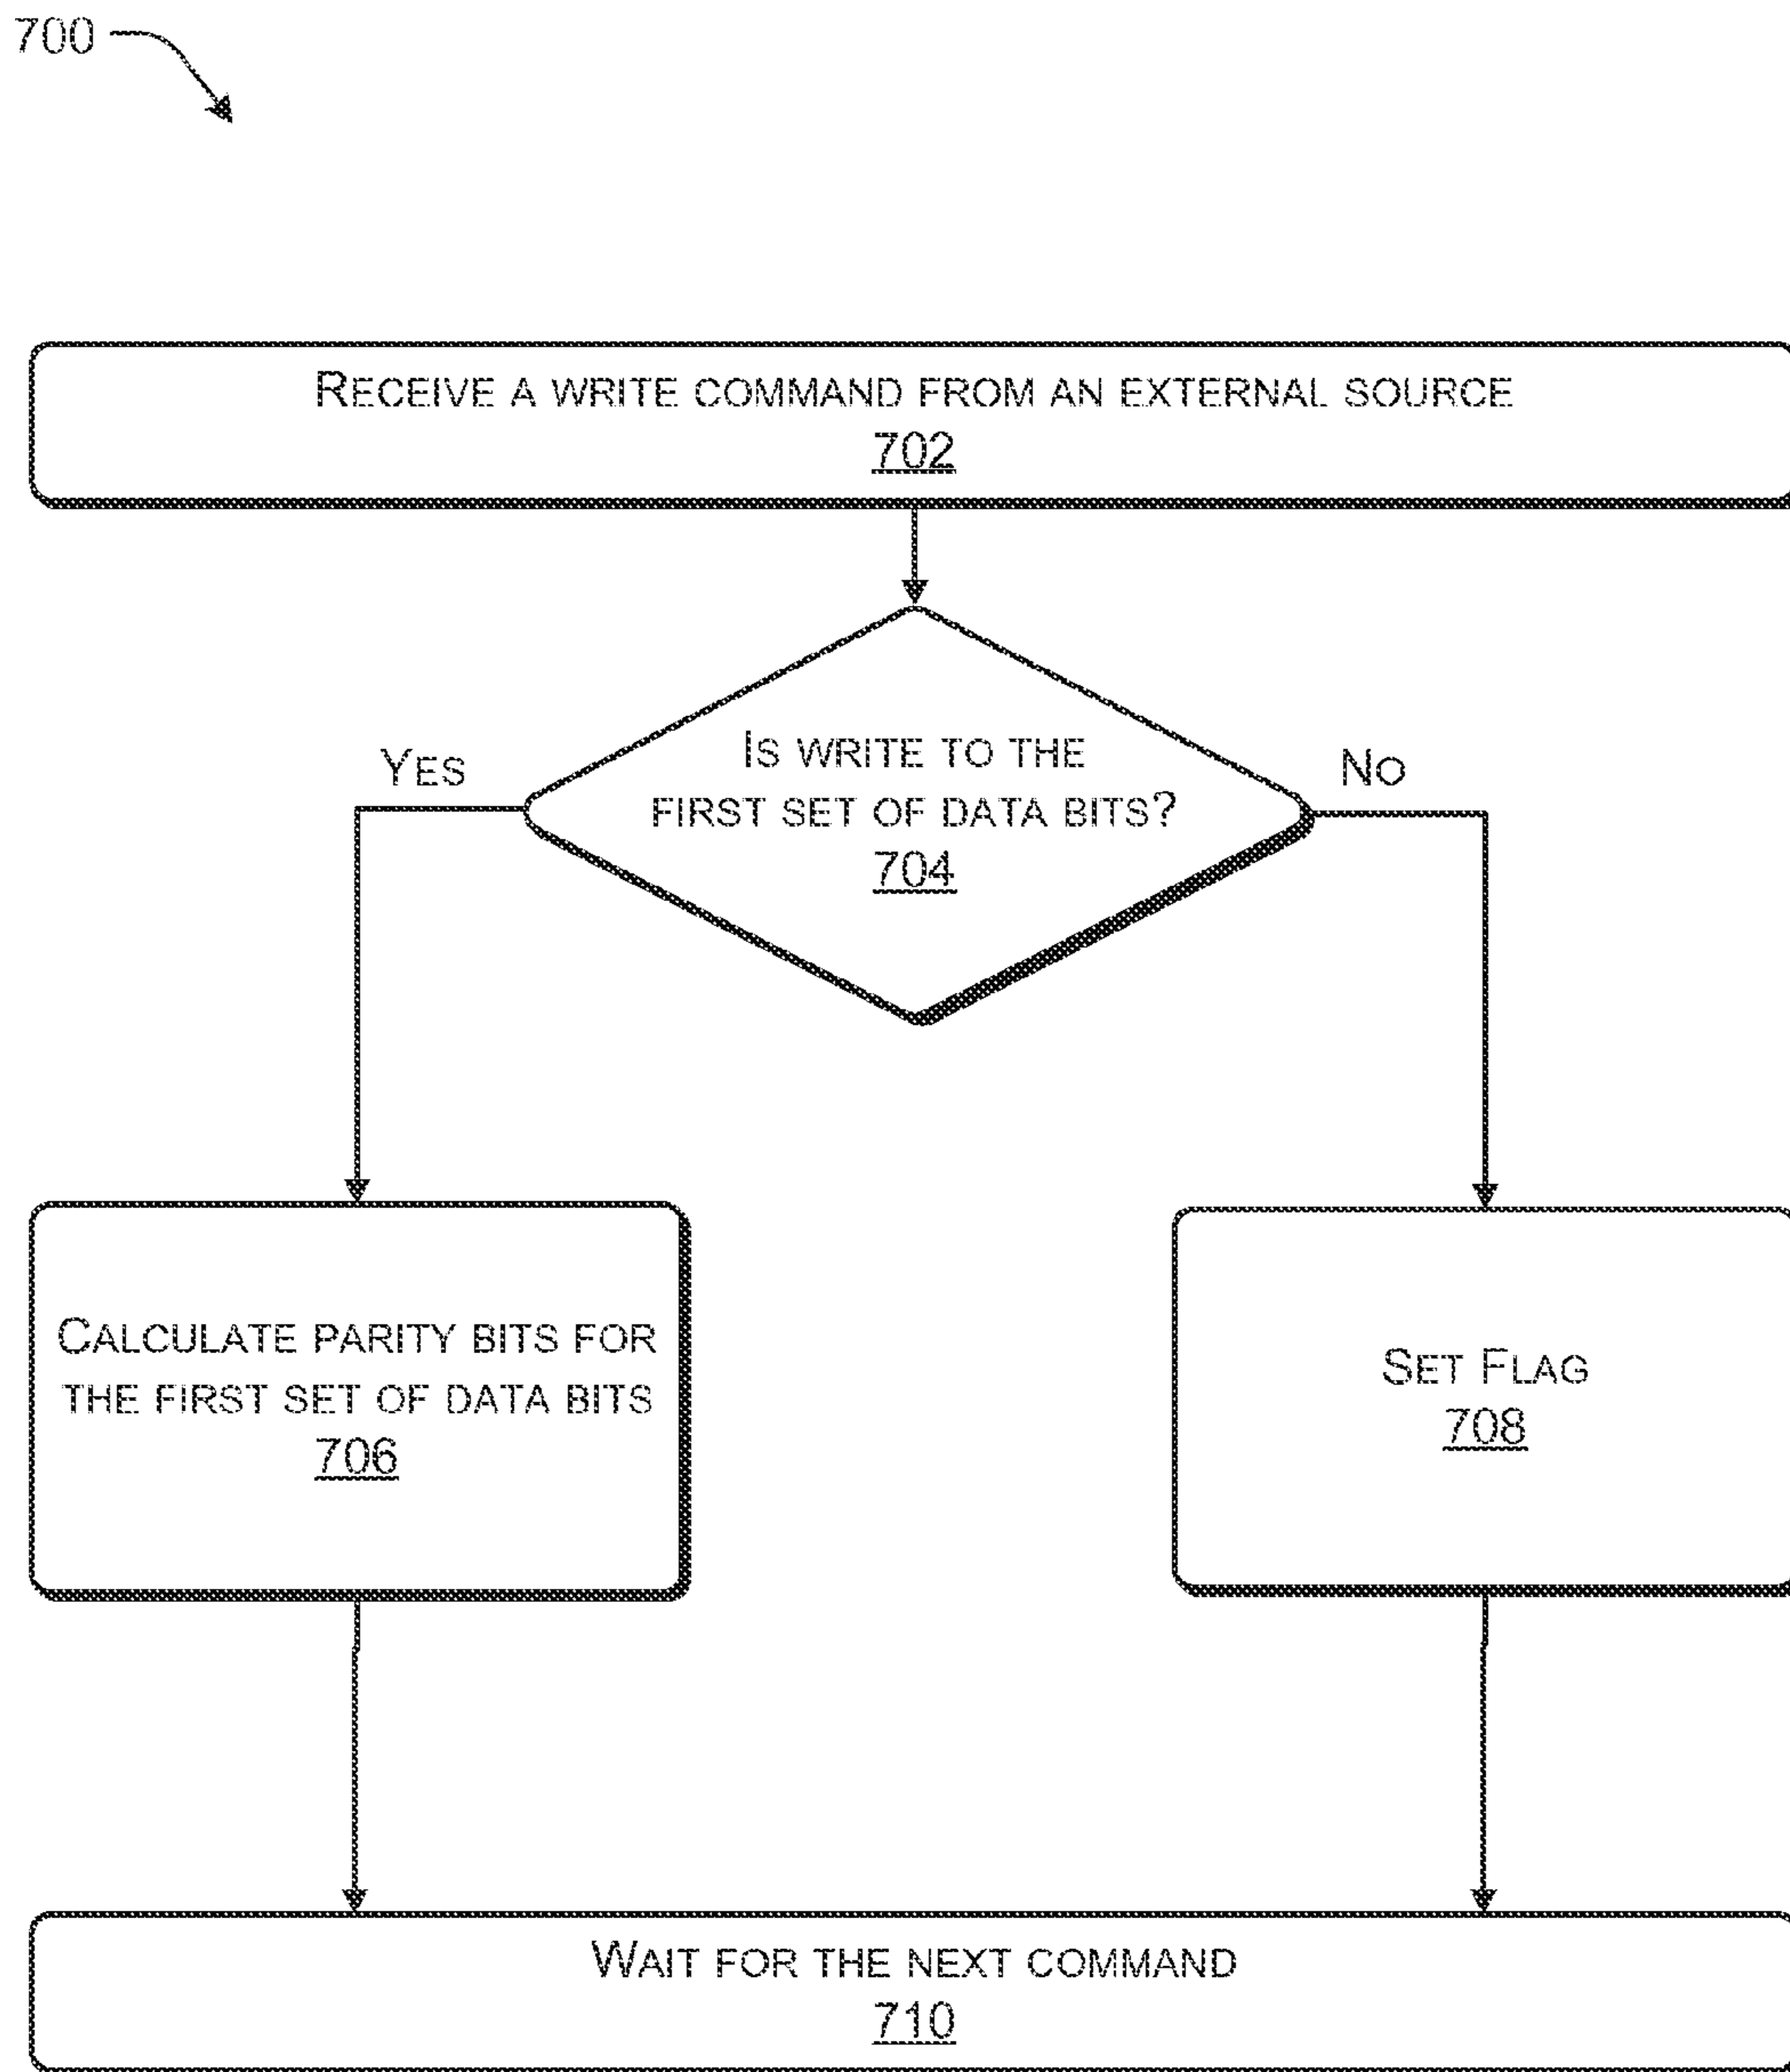 700
RECEIVE A WRITE COMMAND FROM AN EXTERNAL SOURCE
702
IS WRITE TO THE
FIRST SET OF DATA BITS?
704
YES
NO
CALCULATE PARITY BITS FOR
THE FIRST SET OF DATA BITS
706
SET FLAG
708
WAIT FOR THE NEXT COMMAND
710